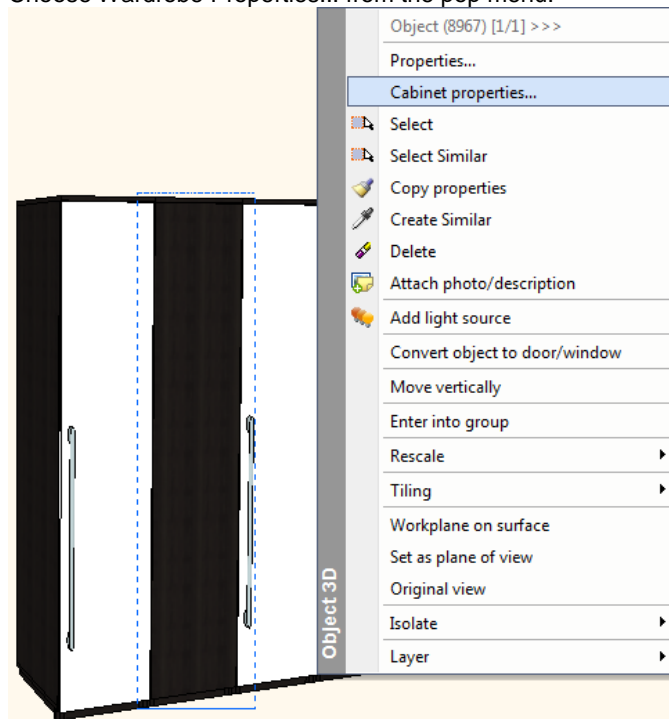 Choose Wardrobe Properties... from the pop menu.
Object (8967) [1/1] >>>
Properties...
Cabinet properties...
Select
Select Similar
Copy properties
Create Similar
Delete
Attach photo/description
Add light source
Convert object to door/window
Move vertically
Enter into group
Rescale
Tiling
Workplane on surface
Set as plane of view
Original view
Isolate
Layer
Object 3D